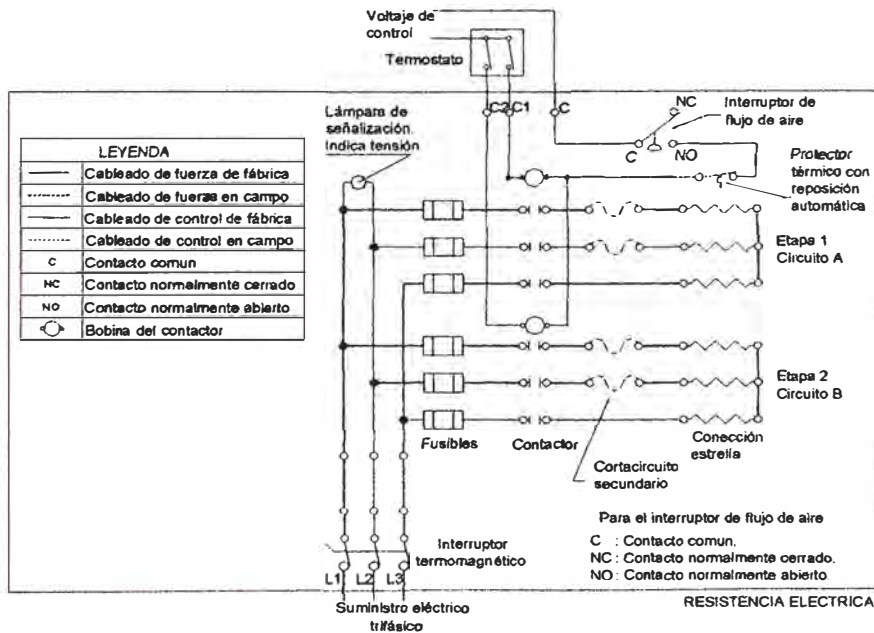 Voltaje de
control
Termostato
C2
C1
C
NC
Interruptor de
flujo de aire
C
NO
Protector
térmico con
reposición
automática
Lámpara de
señalización.
Indica tensión
LEYENDA
Cableado de fuerza de fábrica
Cableado de fuerza en campo
Cableado de control de fábrica
Cableado de control en campo
C Contacto comun
NC Contacto normalmente cerrado
NO Contacto normalmente abierto
Bobina del contactor
Etapa 1
Circuito A
Etapa 2
Circuito B
Fusibles
Contactor
Conección
estrella
Cortacircuito
secundario
Interruptor
termomagnético
L1
L2
L3
Suministro eléctrico
trifásico
Para el interruptor de flujo de aire
C : Contacto comun.
NC : Contacto normalmente cerrado.
NO : Contacto normalmente abierto.
RESISTENCIA ELECTRICA